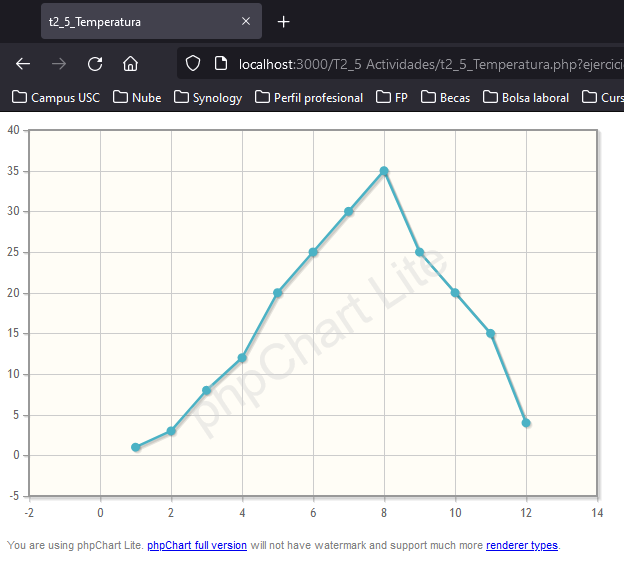 t2_5_Temperatura
localhost:3000/T2_5 Actividades/t2_5_Temperatura.php?ejercici
Campus USC Nube Synology Perfil profesional FP Becas Bolsa laboral Curs
40
35
30
25
20
15
10
5
0
-5
-2 0 2 4 6 8 10 12 14
phpChart Lite
You are using phpChart Lite. phpChart full version will not have watermark and support much more renderer types.